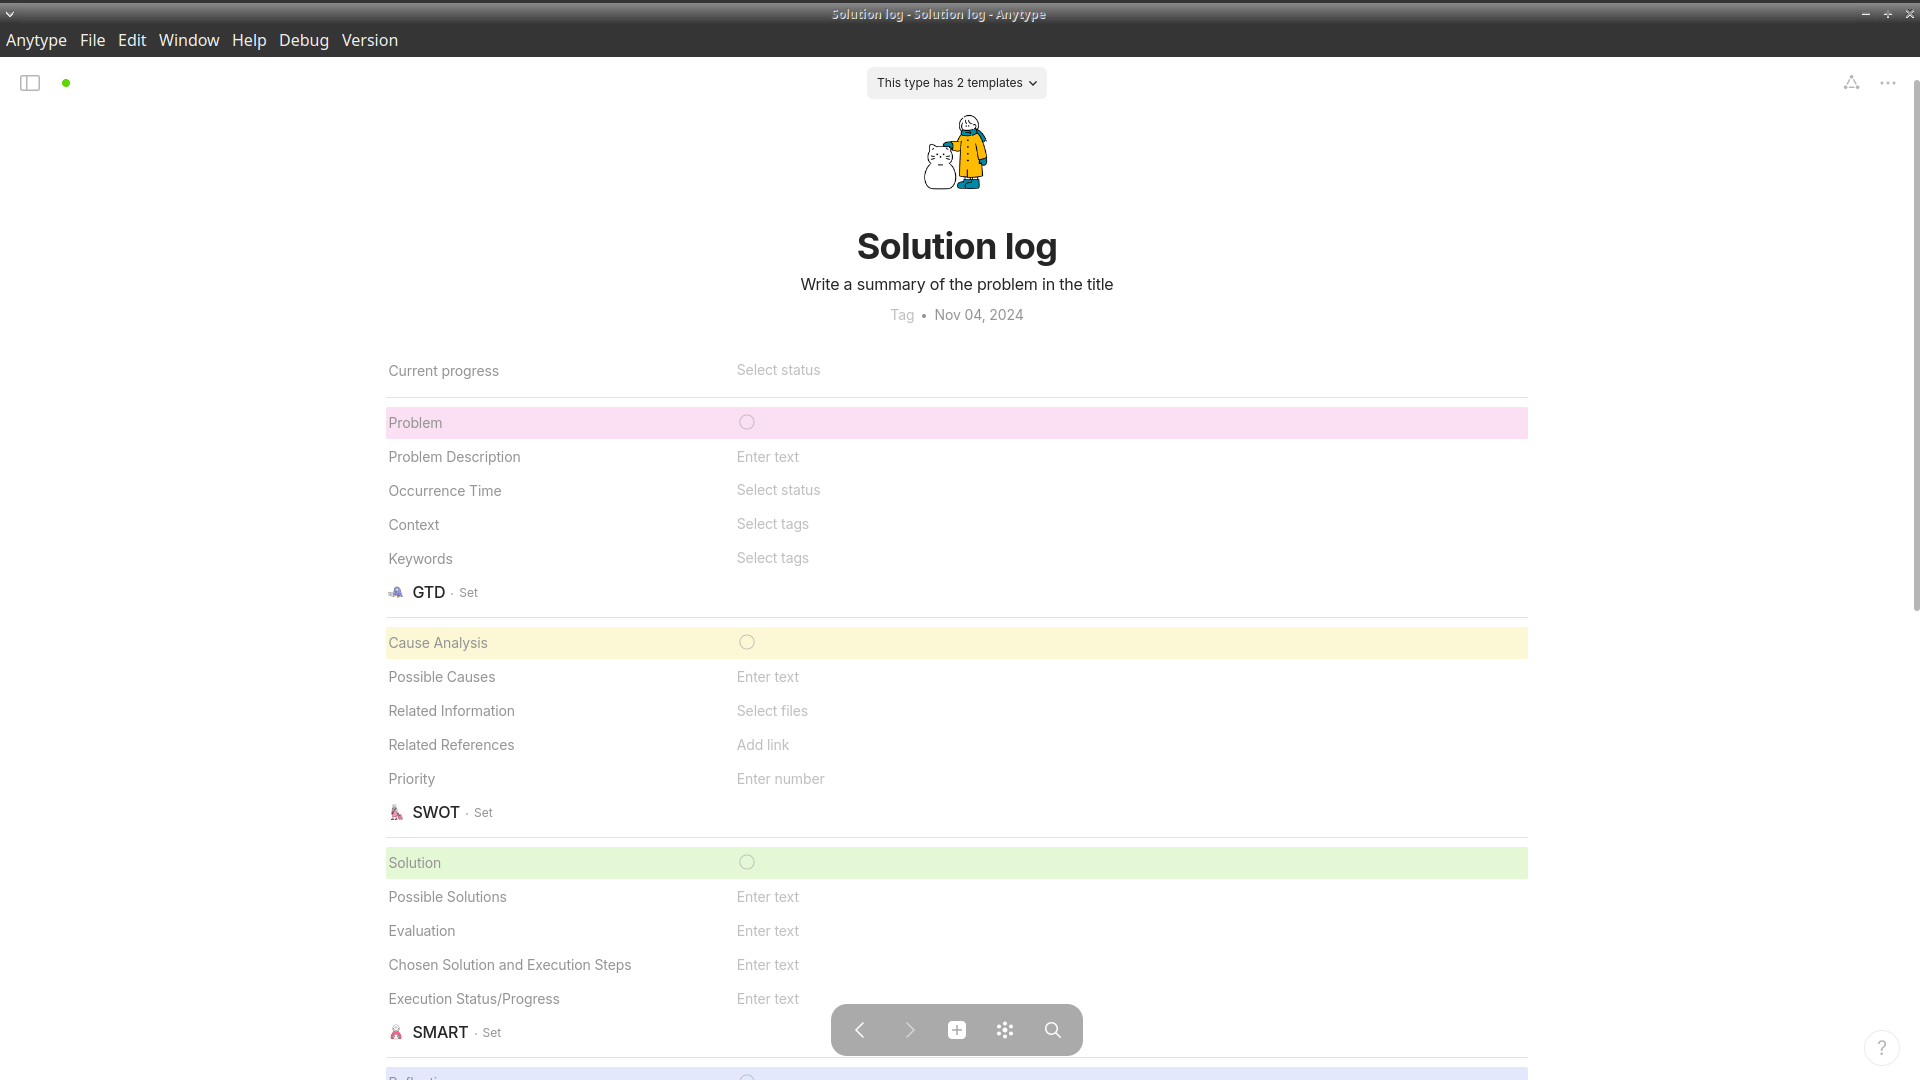 Solution log - Solution log - Anytype
Anytype File Edit Window Help Debug Version
This type has 2 templates
Solution log
Write a summary of the problem in the title
Tag • Nov 04, 2024
Current progress Select status
Problem
Problem Description Enter text
Occurrence Time Select status
Context Select tags
Keywords Select tags
GTD · Set
Cause Analysis
Possible Causes Enter text
Related Information Select files
Related References Add link
Priority Enter number
SWOT · Set
Solution
Possible Solutions Enter text
Evaluation Enter text
Chosen Solution and Execution Steps Enter text
Execution Status/Progress Enter text
SMART · Set
?